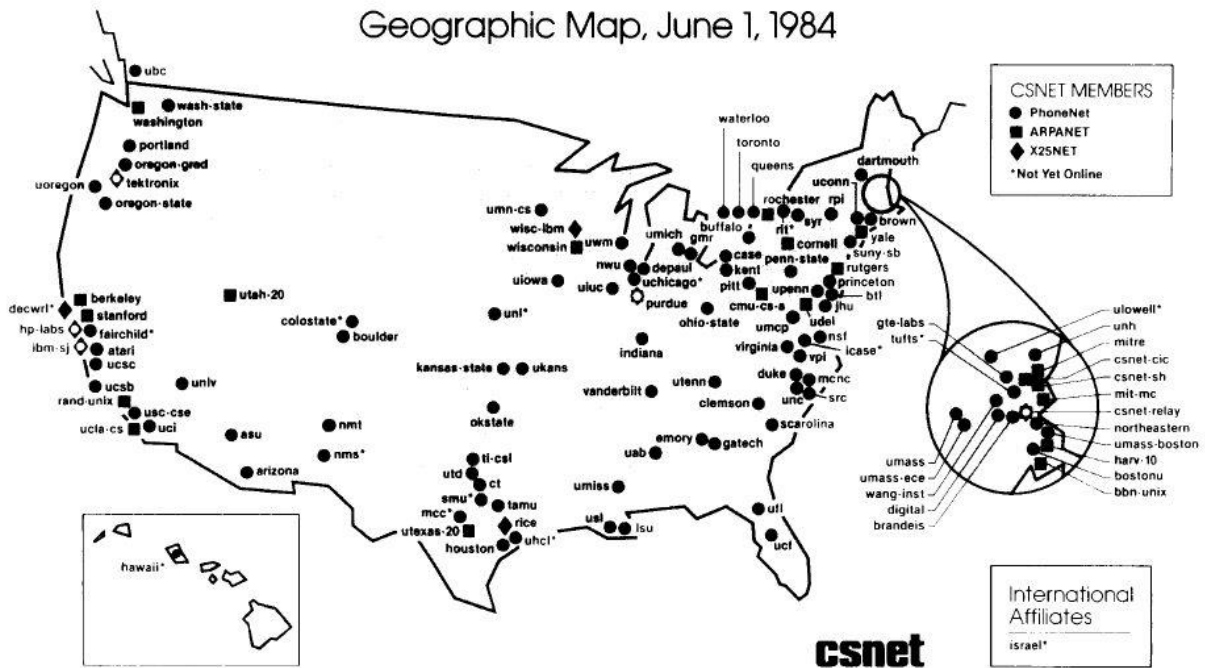 Geographic Map, June 1, 1984
CSNET MEMBERS
PhoneNet
ARPANET
X25NET
*Not Yet Online
ubc
wash-state
washington
portland
oregon-grad
tektronix
uoregon
oregon-state
umn-cs
wisc-ibm
wisconsin
uwm
umich
gmr
waterloo
toronto
queens
buffalo
rochester
rit*
syr
rpi
uconn
dartmouth
brown
yale
suny-sb
cornell
case
kent
penn-state
rutgers
princeton
btl
upenn
jhu
pitt
cmu-cs-a
udel
umcp
nwu
depaul
uchicago*
uiowa
uiuc
purdue
ohio-state
nsf
icase*
virginia
vpi
indiana
decwrl*
berkeley
stanford
hp-labs
fairchild*
ibm-sj
atari
ucsc
ucsb
rand-unix
usc-cse
ucla-cs
uci
utah-20
colostate*
boulder
unl*
univ
kansas-state
ukans
vanderbilt
utenn
duke
mcnc
unc
src
clemson
scarolina
okstate
asu
nmt
nms*
arizona
emory
gatech
uab
umiss
ti-csl
utd
ct
smu*
tamu
mcc*
rice
utexas-20
uhcl*
houston
usl
lsu
ufl
ucf
gte-labs
tufts*
ulowell*
unh
mitre
csnet-cic
csnet-sh
mit-mc
csnet-relay
northeastern
umass-boston
harv-10
bostonu
bbn-unix
umass
umass-ece
wang-inst
digital
brandeis
hawaii*
International
Affiliates
israel*
csnet